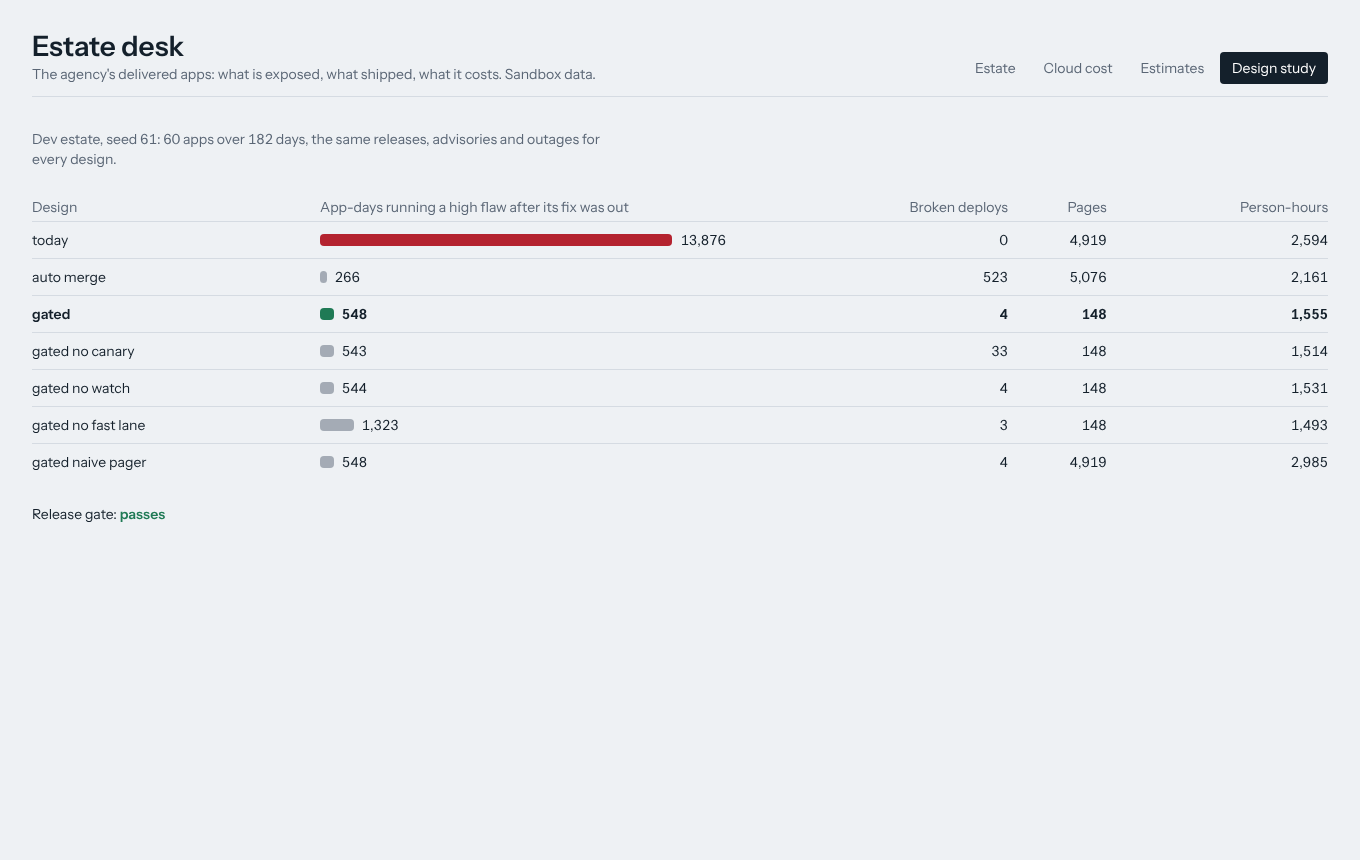 Estate desk
The agency's delivered apps: what is exposed, what shipped, what it costs. Sandbox data.
Estate Cloud cost Estimates Design study
Dev estate, seed 61: 60 apps over 182 days, the same releases, advisories and outages for
every design.
Design App-days running a high flaw after its fix was out Broken deploys Pages Person-hours
today 13,876 0 4,919 2,594
auto merge 266 523 5,076 2,161
gated 548 4 148 1,555
gated no canary 543 33 148 1,514
gated no watch 544 4 148 1,531
gated no fast lane 1,323 3 148 1,493
gated naive pager 548 4 4,919 2,985
Release gate: passes